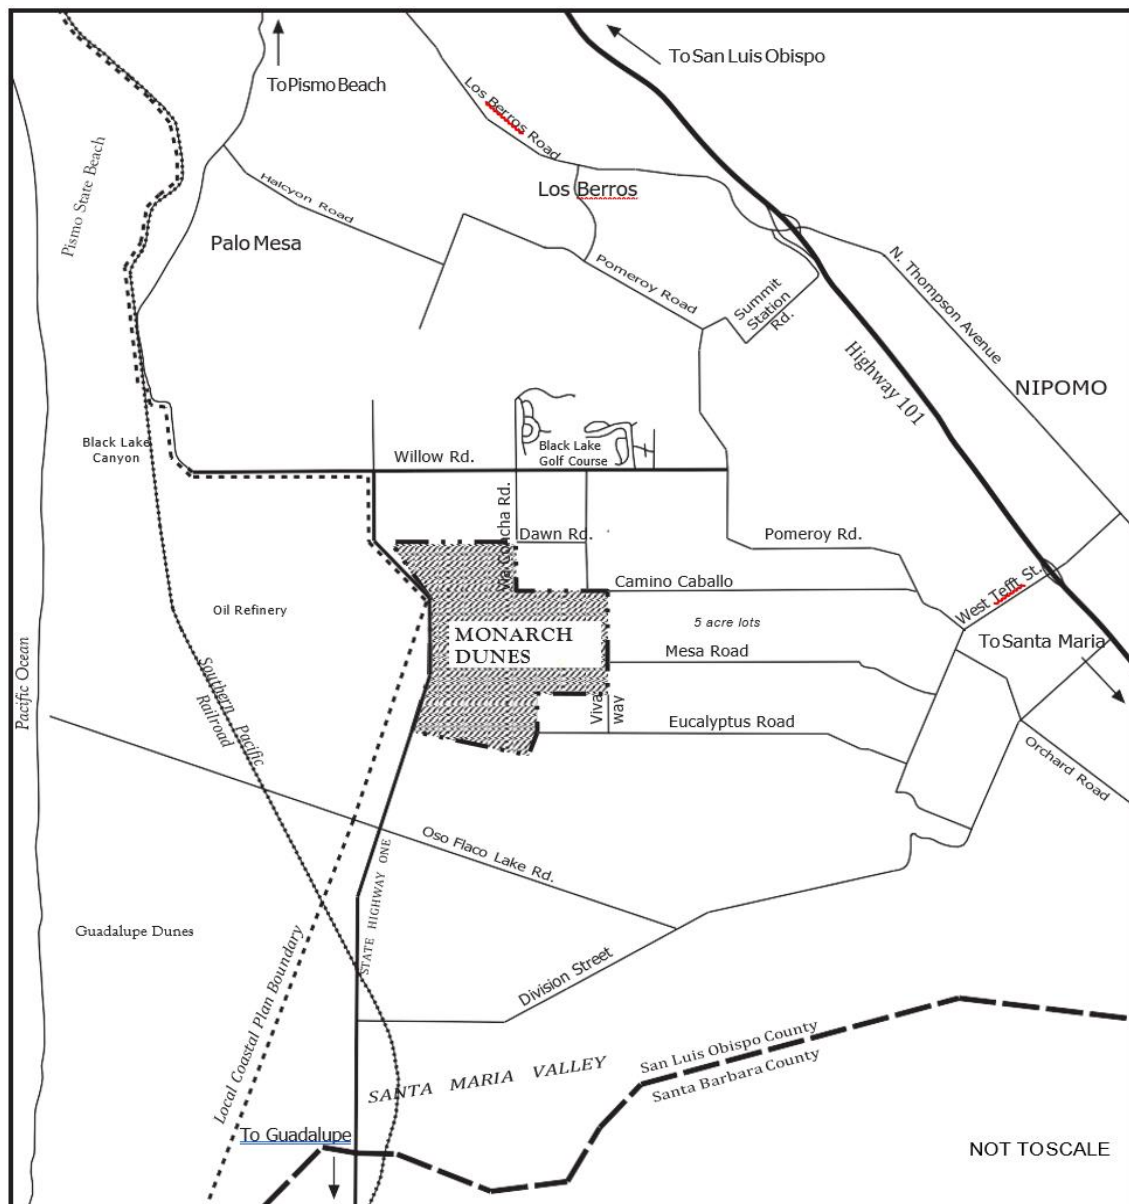 To San Luis Obispo
To Pismo Beach
Los Berros Road
Pismo State Beach
Halcyon Road
Los Berros
Palo Mesa
Pomeroy Road
Summit
Station
Rd.
N. Thompson Avenue
Highway 101
NIPOMO
Black Lake
Canyon
Willow Rd.
Black Lake
Golf Course
Via Concha Rd.
Dawn Rd.
Pomeroy Rd.
Camino Caballo
West Tefft St.
Oil Refinery
5 acre lots
MONARCH
DUNES
To Santa Maria
Mesa Road
Pacific Ocean
Southern Pacific
Railroad
Viva
way
Eucalyptus Road
Orchard Road
Oso Flaco Lake Rd.
STATE HIGHWAY ONE
Guadalupe Dunes
Local Coastal Plan Boundary
Division Street
San Luis Obispo County
Santa Barbara County
SANTA MARIA VALLEY
To Guadalupe
NOT TO SCALE